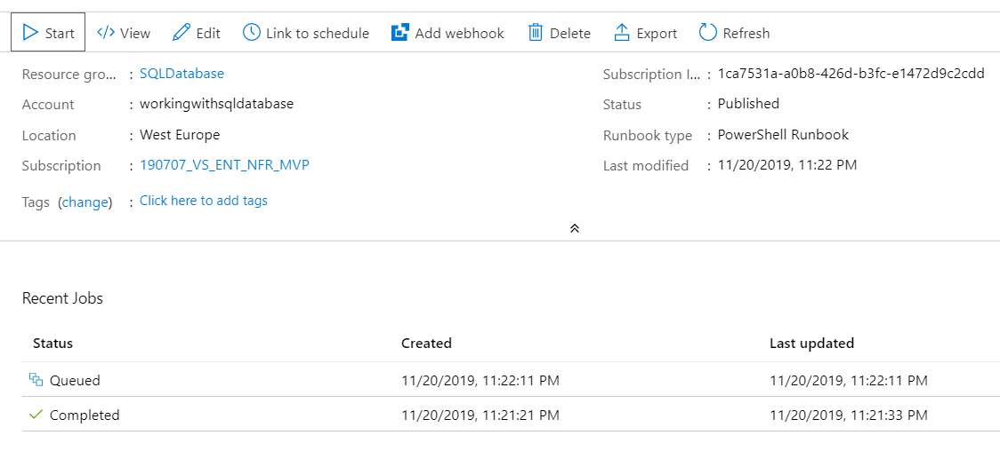 Start View Edit Link to schedule Add webhook Delete Export Refresh
Resource gro... : SQLDatabase Subscription I... : 1ca7531a-a0b8-426d-b3fc-e1472d9c2cdd
Account : workingwithsqldatabase Status : Published
Location : West Europe Runbook type : PowerShell Runbook
Subscription : 190707_VS_ENT_NFR_MVP Last modified : 11/20/2019, 11:22 PM
Tags (change) : Click here to add tags
Recent Jobs
Status Created Last updated
Queued 11/20/2019, 11:22:11 PM 11/20/2019, 11:22:11 PM
Completed 11/20/2019, 11:21:21 PM 11/20/2019, 11:21:33 PM